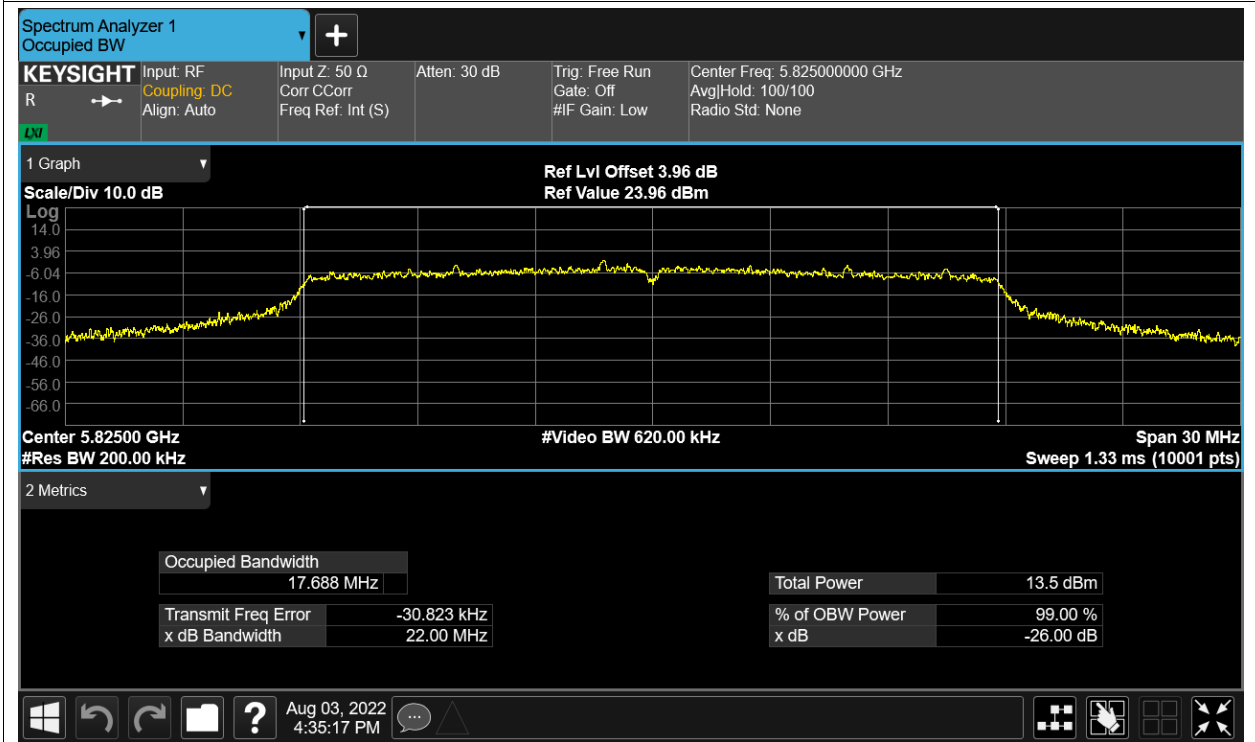 Spectrum Analyzer 1
Occupied BW
KEYSIGHT
R
LXI
Input: RF
Coupling: DC
Align: Auto
Input Z: 50 Ω
Corr CCorr
Freq Ref: Int (S)
Atten: 30 dB
Trig: Free Run
Gate: Off
#IF Gain: Low
Center Freq: 5.825000000 GHz
Avg|Hold: 100/100
Radio Std: None
1 Graph
Scale/Div 10.0 dB
Ref Lvl Offset 3.96 dB
Ref Value 23.96 dBm
Log
14.0
3.96
-6.04
-16.0
-26.0
-36.0
-46.0
-56.0
-66.0
Center 5.82500 GHz
#Res BW 200.00 kHz
#Video BW 620.00 kHz
Span 30 MHz
Sweep 1.33 ms (10001 pts)
2 Metrics
Occupied Bandwidth
17.688 MHz
Transmit Freq Error -30.823 kHz
x dB Bandwidth 22.00 MHz
Total Power 13.5 dBm
% of OBW Power 99.00 %
x dB -26.00 dB
?
Aug 03, 2022
4:35:17 PM